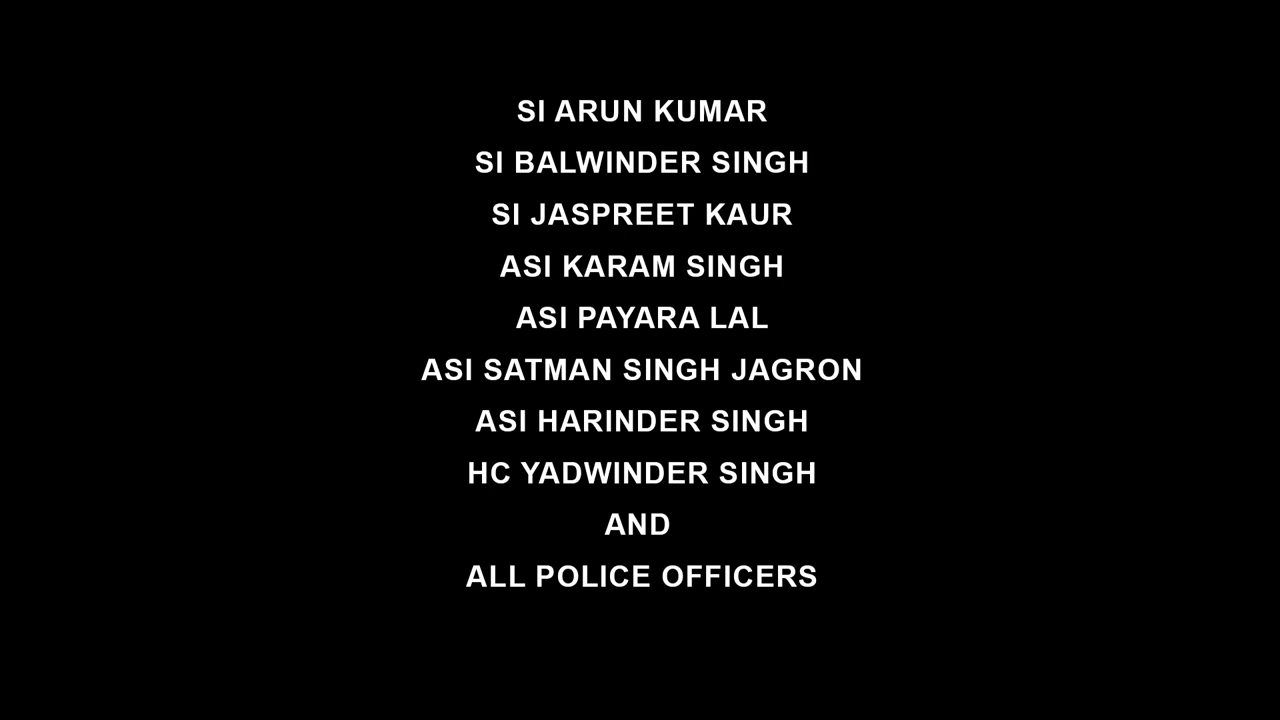 SI ARUN KUMAR
SI BALWINDER SINGH
SI JASPREET KAUR
ASI KARAM SINGH
ASI PAYARA LAL
ASI SATMAN SINGH JAGRON
ASI HARINDER SINGH
HC YADWINDER SINGH
AND
ALL POLICE OFFICERS